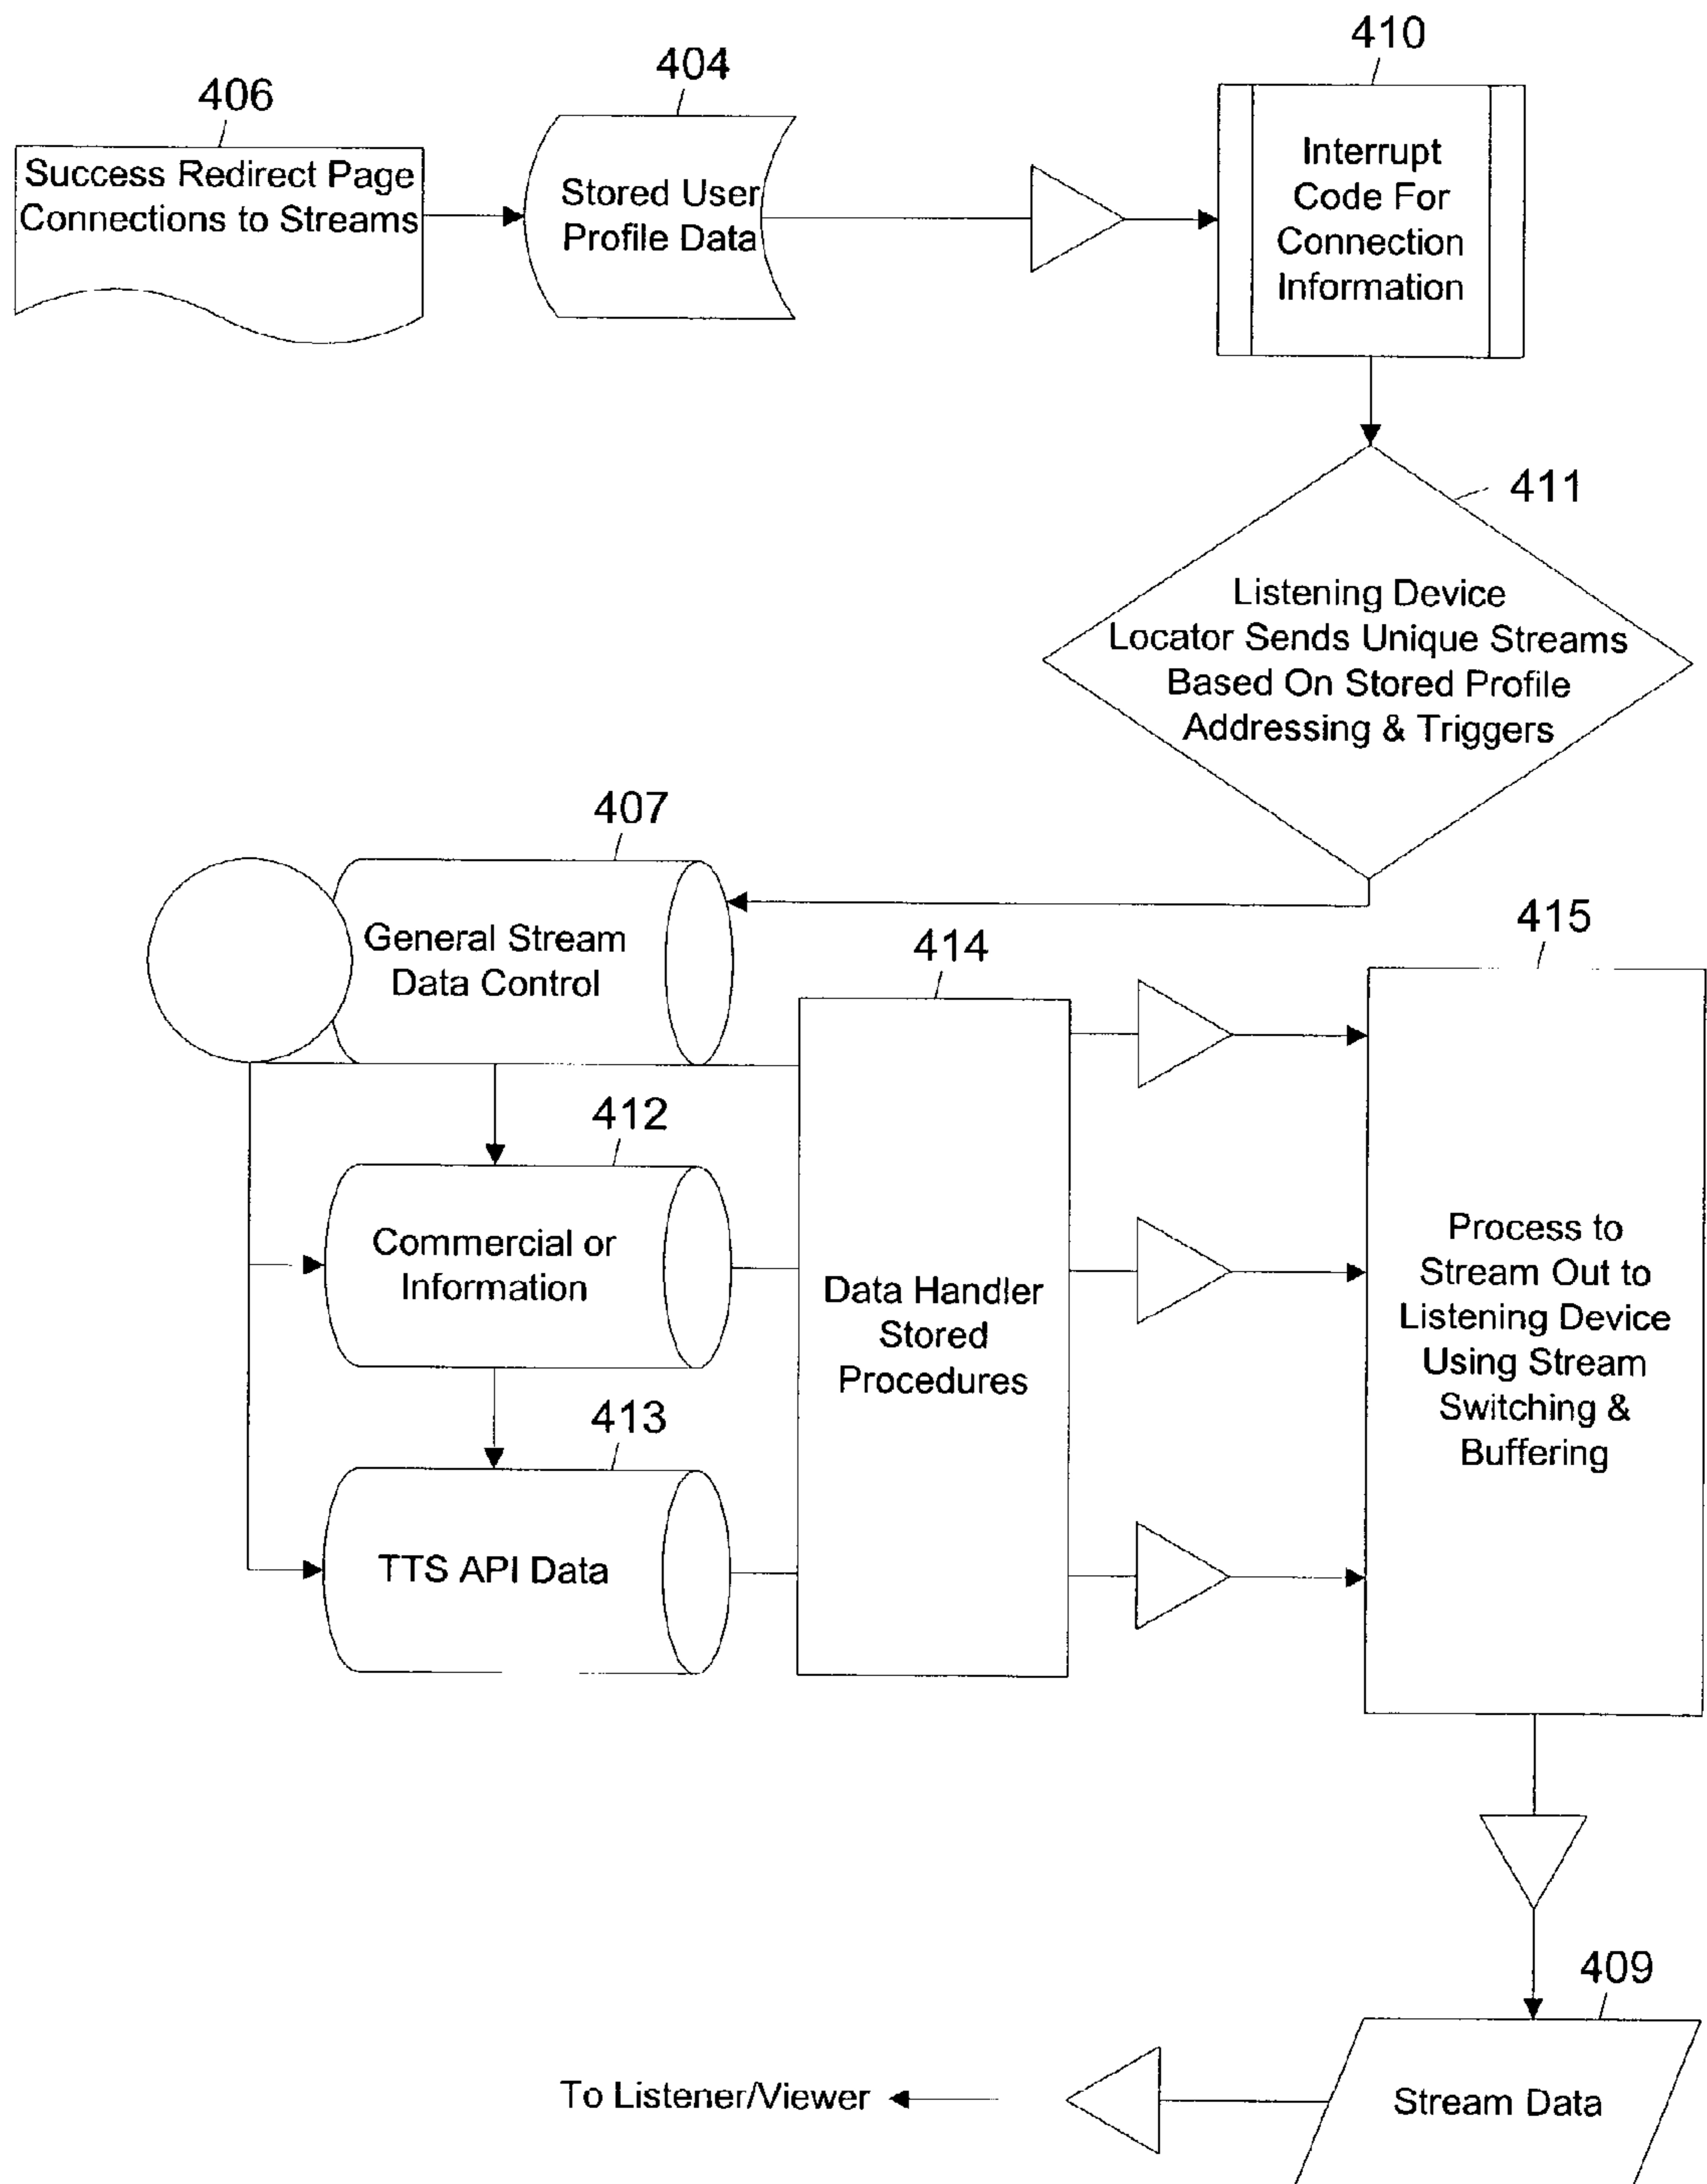 410
404
406
Success Redirect Page
Connections to Streams
Stored User
Profile Data
Interrupt
Code For
Connection
Information
411
Listening Device
Locator Sends Unique Streams
Based On Stored Profile
Addressing & Triggers
407
General Stream
Data Control
414
415
412
Commercial or
Information
Data Handler
Stored
Procedures
Process to
Stream Out to
Listening Device
Using Stream
Switching &
Buffering
413
TTS API Data
409
To Listener/Viewer
Stream Data